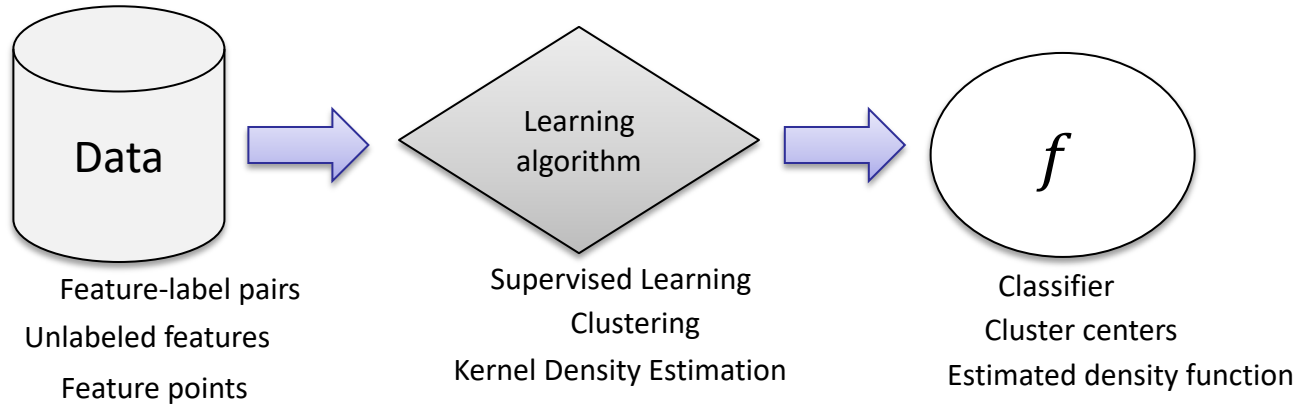 Data
Learning
algorithm
f
Feature-label pairs
Unlabeled features
Feature points
Supervised Learning
Clustering
Kernel Density Estimation
Classifier
Cluster centers
Estimated density function